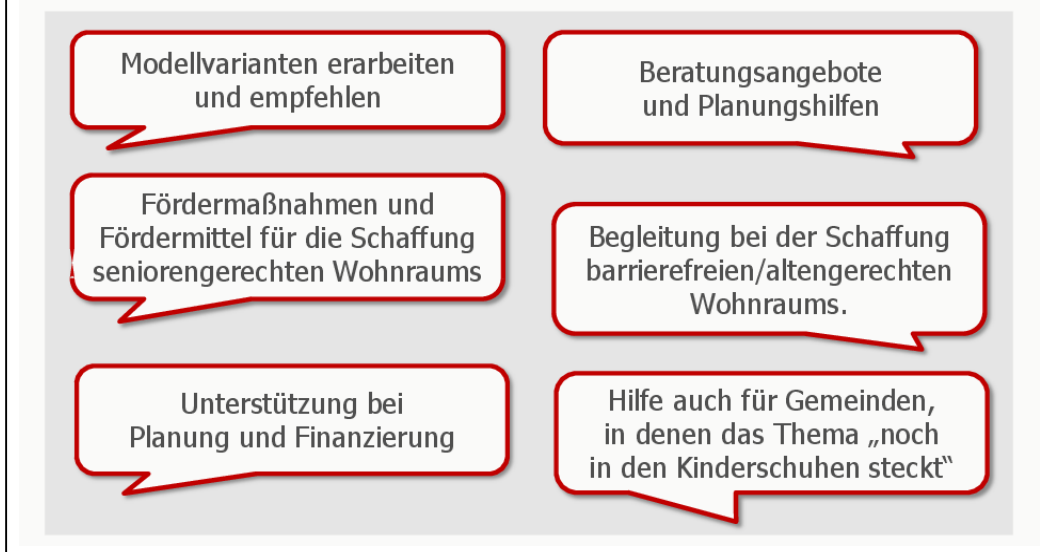 Modellvarianten erarbeiten
und empfehlen
Beratungsangebote
und Planungshilfen
Fördermaßnahmen und
Fördermittel für die Schaffung
seniorengerechten Wohnraums
Begleitung bei der Schaffung
barrierefreien/altengerechten
Wohnraums.
Unterstützung bei
Planung und Finanzierung
Hilfe auch für Gemeinden,
in denen das Thema „noch
in den Kinderschuhen steckt“